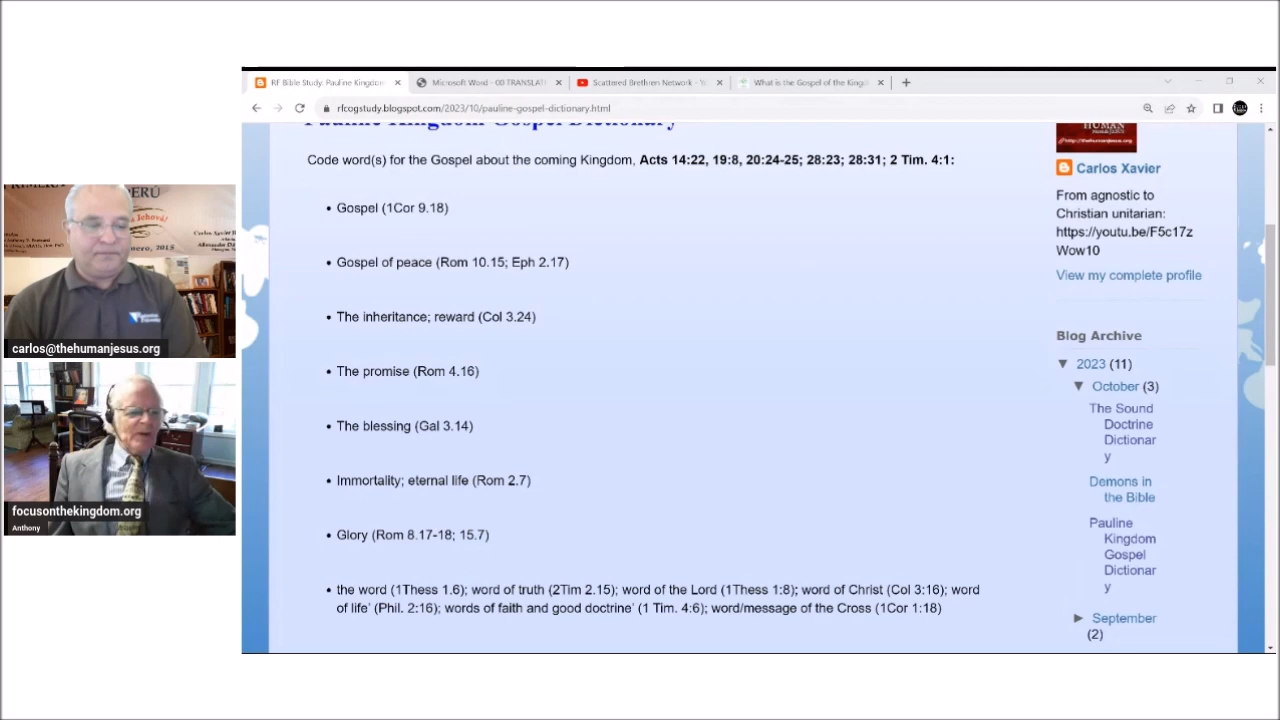 RF Bible Study: Pauline Kingdom
Microsoft Word - 00 TRANSLATI
Scattered Brethren Network - Y
What is the Gospel of the Kingd
rfcogstudy.blogspot.com/2023/10/pauline-gospel-dictionary.html
Pauline Kingdom Gospel Dictionary
Code word(s) for the Gospel about the coming Kingdom, Acts 14:22, 19:8, 20:24-25; 28:23; 28:31; 2 Tim. 4:1:
• Gospel (1Cor 9.18)
• Gospel of peace (Rom 10.15; Eph 2.17)
• The inheritance; reward (Col 3.24)
• The promise (Rom 4.16)
• The blessing (Gal 3.14)
• Immortality; eternal life (Rom 2.7)
• Glory (Rom 8.17-18; 15.7)
• the word (1Thess 1.6); word of truth (2Tim 2.15); word of the Lord (1Thess 1:8); word of Christ (Col 3:16); word
of life’ (Phil. 2:16); words of faith and good doctrine’ (1 Tim. 4:6); word/message of the Cross (1Cor 1:18)
HUMAN
Carlos Xavier
From agnostic to
Christian unitarian:
https://youtu.be/F5c17z
Wow10
View my complete profile
Blog Archive
▼ 2023 (11)
▼ October (3)
The Sound
Doctrine
Dictionar
y
Demons in
the Bible
Pauline
Kingdom
Gospel
Dictionar
y
► September
(2)
PERÚ
Jehová!
enero, 2015
carlos@thehumanjesus.org
focusonthekingdom.org
Anthony